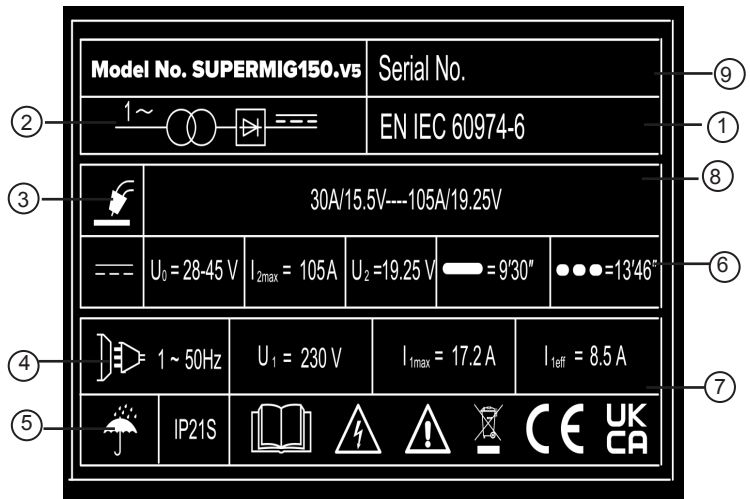 Model No. SUPERMIG150.V5
Serial No.
9
2
1~
EN IEC 60974-6
1
3
30A/15.5V----105A/19.25V
8
U₀ = 28-45 V
I₂max = 105A
U₂ =19.25 V
= 9'30"
=13'46"
6
4
1 ~ 50Hz
U₁ = 230 V
I₁max = 17.2 A
I₁eff = 8.5 A
7
5
IP21S
CE
UK
CA